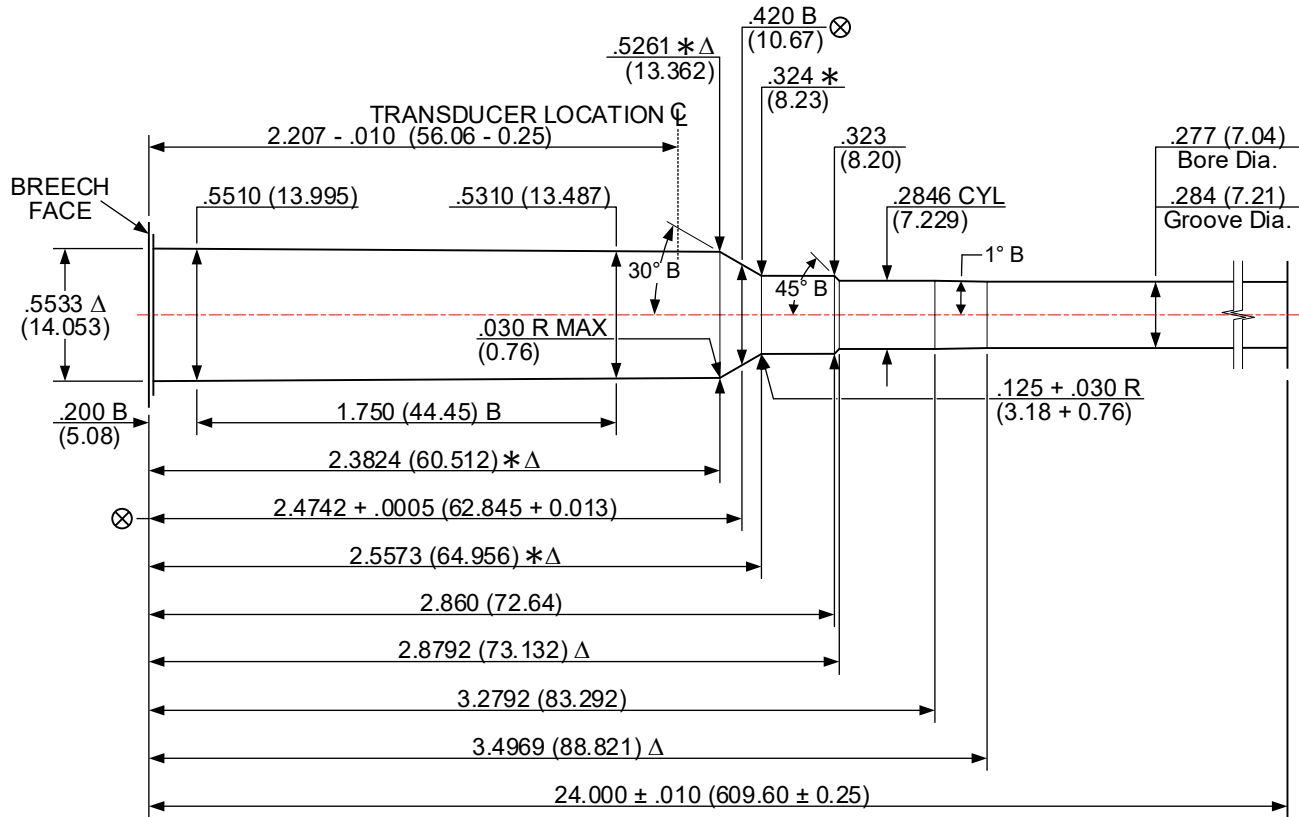 .420 B ⊗
(10.67)
.5261 * Δ
(13.362)
.324 *
(8.23)
TRANSDUCER LOCATION ℄
2.207 - .010 (56.06 - 0.25)
.323
(8.20)
.277 (7.04)
Bore Dia.
BREECH
FACE
.5510 (13.995)
.5310 (13.487)
.2846 CYL
(7.229)
.284 (7.21)
Groove Dia.
30° B
45° B
1° B
.5533 Δ
(14.053)
.030 R MAX
(0.76)
.200 B
(5.08)
1.750 (44.45) B
.125 + .030 R
(3.18 + 0.76)
2.3824 (60.512) * Δ
⊗ 2.4742 + .0005 (62.845 + 0.013)
2.5573 (64.956) * Δ
2.860 (72.64)
2.8792 (73.132) Δ
3.2792 (83.292)
3.4969 (88.821) Δ
24.000 ± .010 (609.60 ± 0.25)